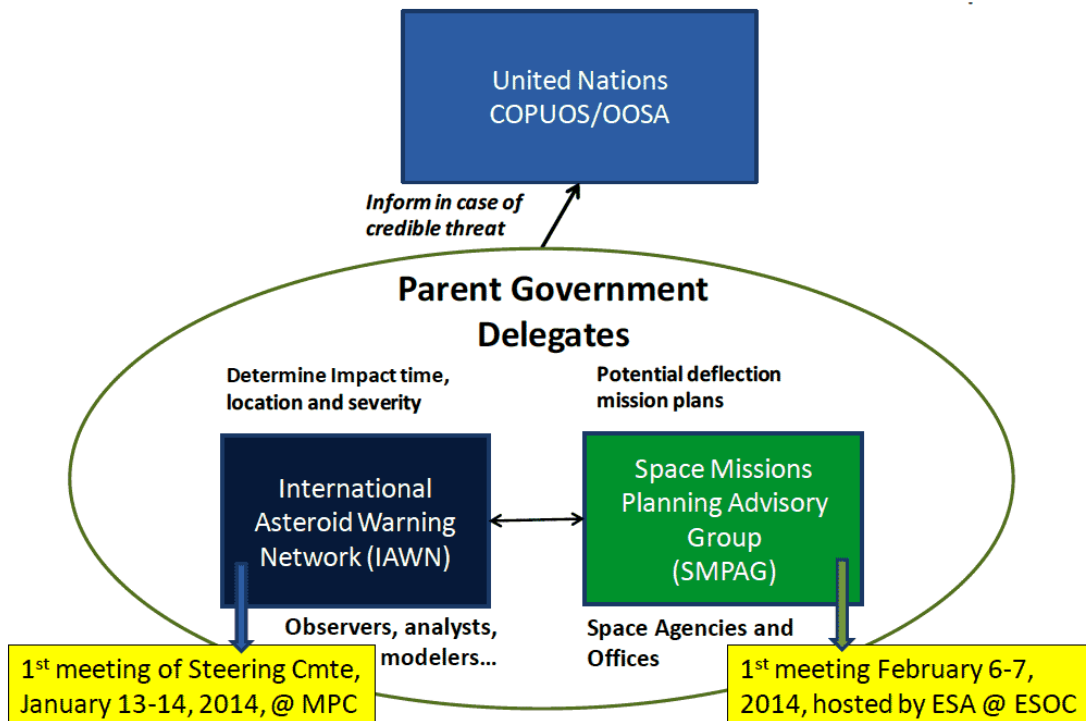 United Nations
COPUOS/OOSA
Inform in case of
credible threat
Parent Government
Delegates
Determine Impact time,
location and severity
Potential deflection
mission plans
International
Asteroid Warning
Network (IAWN)
Space Missions
Planning Advisory
Group
(SMPAG)
Observers, analysts,
modelers…
Space Agencies and
Offices
1st meeting of Steering Cmte,
January 13-14, 2014, @ MPC
1st meeting February 6-7,
2014, hosted by ESA @ ESOC